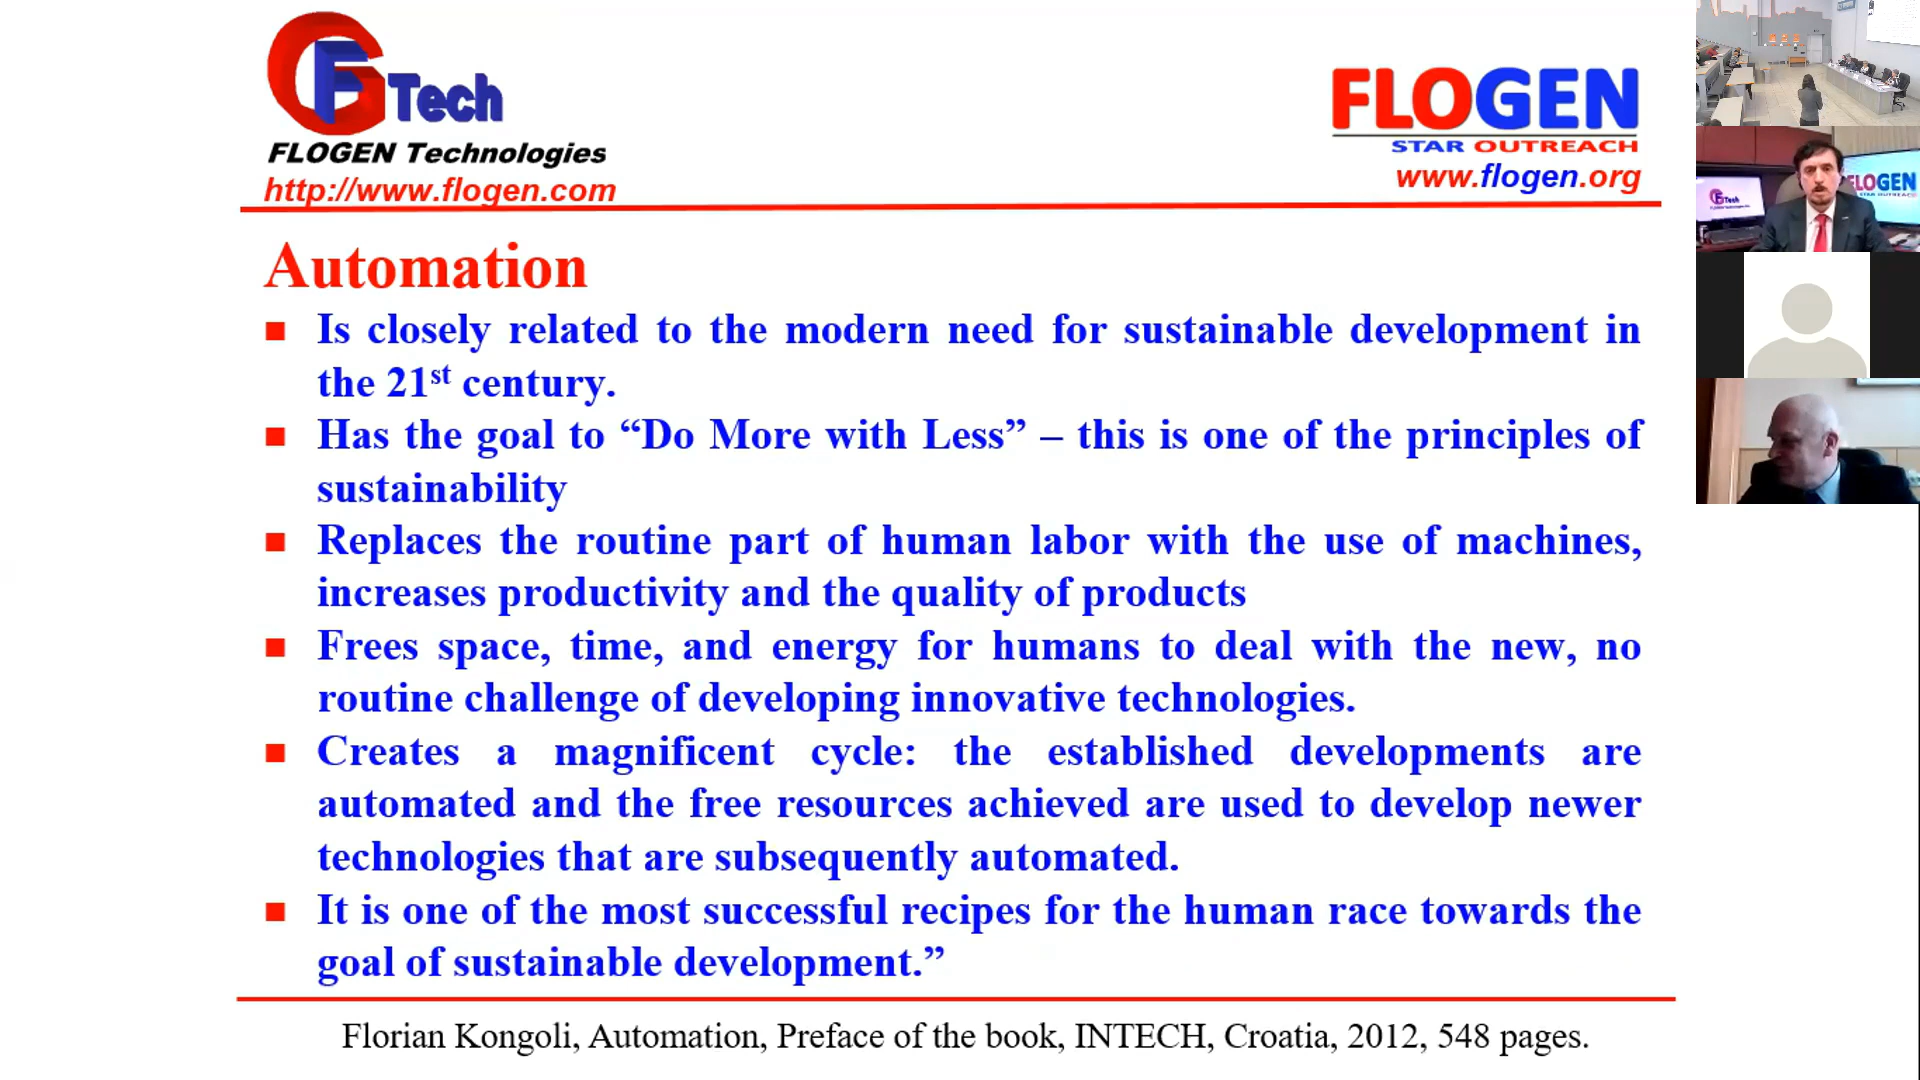 GF Tech
FLOGEN Technologies
http://www.flogen.com
FLOGEN
STAR OUTREACH
www.flogen.org
Automation
Is closely related to the modern need for sustainable development in
the 21st century.
Has the goal to “Do More with Less” – this is one of the principles of
sustainability
Replaces the routine part of human labor with the use of machines,
increases productivity and the quality of products
Frees space, time, and energy for humans to deal with the new, no
routine challenge of developing innovative technologies.
Creates a magnificent cycle: the established developments are
automated and the free resources achieved are used to develop newer
technologies that are subsequently automated.
It is one of the most successful recipes for the human race towards the
goal of sustainable development.”
Florian Kongoli, Automation, Preface of the book, INTECH, Croatia, 2012, 548 pages.
GF Tech
FLOGEN
STAR OUTREACH